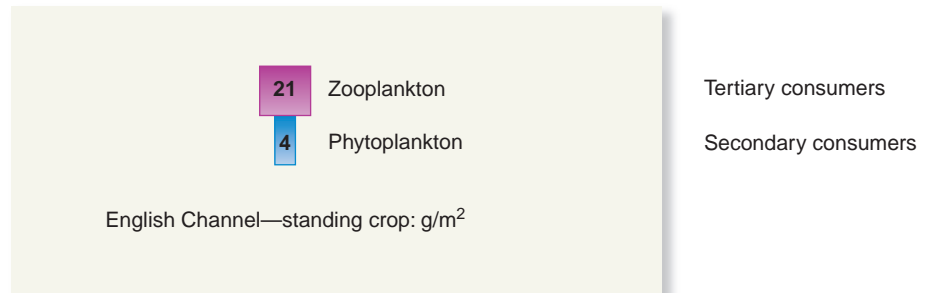 21 Zooplankton Tertiary consumers
4 Phytoplankton Secondary consumers
English Channel—standing crop: g/m²